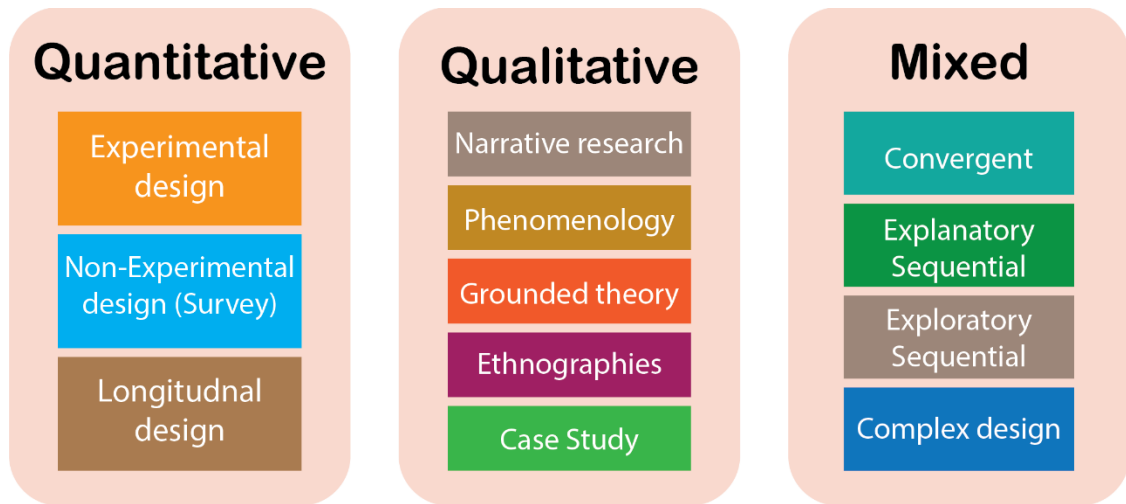 Quantitative
Experimental
design
Non-Experimental
design (Survey)
Longitudnal
design
Qualitative
Narrative research
Phenomenology
Grounded theory
Ethnographies
Case Study
Mixed
Convergent
Explanatory
Sequential
Exploratory
Sequential
Complex design